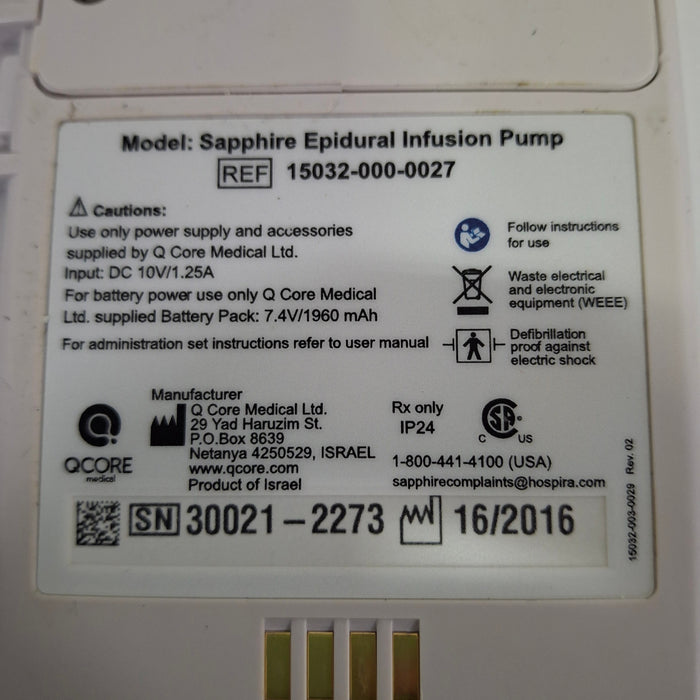 Model: Sapphire Epidural Infusion Pump
REF 15032-000-0027
Cautions:
Use only power supply and accessories
supplied by Q Core Medical Ltd.
Input: DC 10V/1.25A
For battery power use only Q Core Medical
Ltd. supplied Battery Pack: 7.4V/1960 mAh
For administration set instructions refer to user manual
Follow instructions
for use
Waste electrical
and electronic
equipment (WEEE)
Defibrillation
proof against
electric shock
QCORE
medical
Manufacturer
Q Core Medical Ltd.
29 Yad Haruzim St.
P.O.Box 8639
Netanya 4250529, ISRAEL
www.qcore.com
Product of Israel
Rx only
IP24
C SA US
1-800-441-4100 (USA)
sapphirecomplaints@hospira.com
SN 30021-2273 16/2016
15032-003-0029 Rev. 02